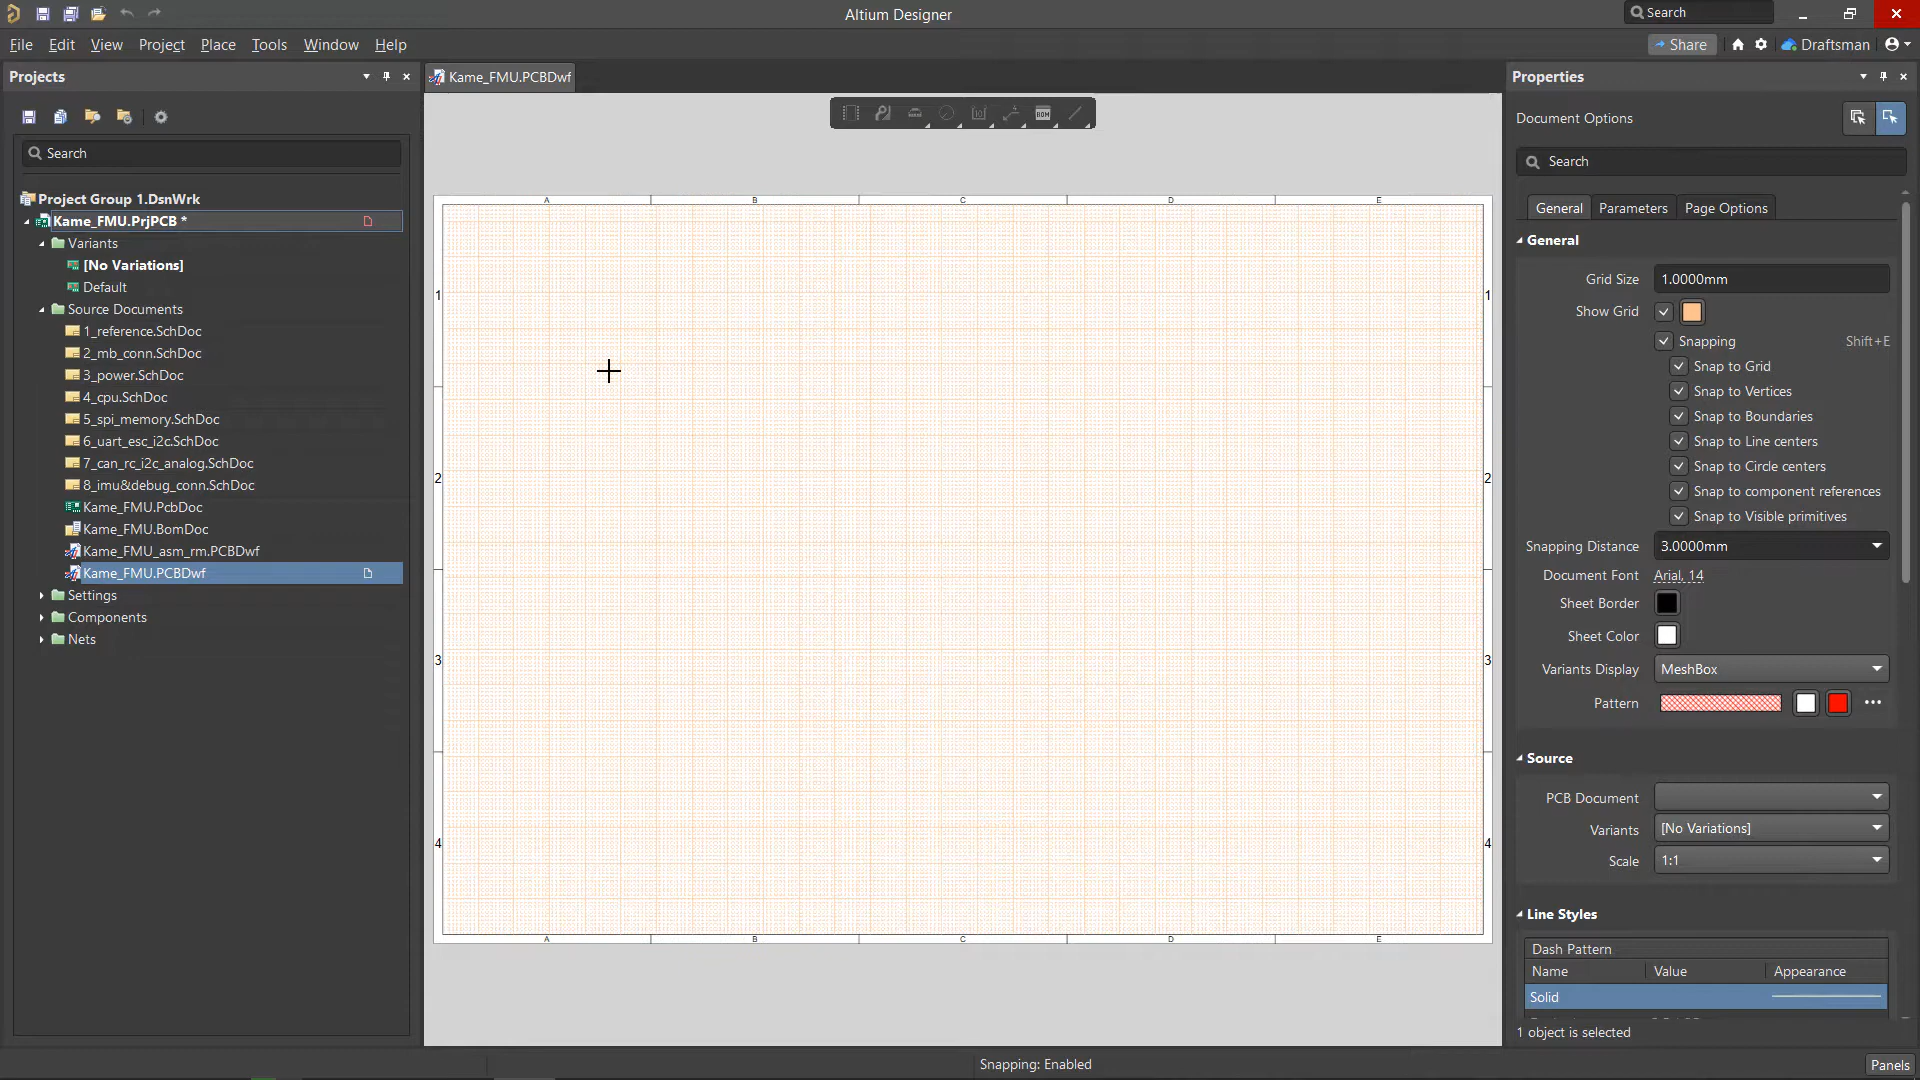 Altium Designer
Search
File Edit View Project Place Tools Window Help
Share
Draftsman
Projects
Search
Project Group 1.DsnWrk
Kame_FMU.PrjPCB *
Variants
[No Variations]
Default
Source Documents
1_reference.SchDoc
2_mb_conn.SchDoc
3_power.SchDoc
4_cpu.SchDoc
5_spi_memory.SchDoc
6_uart_esc_i2c.SchDoc
7_can_rc_i2c_analog.SchDoc
8_imu&debug_conn.SchDoc
Kame_FMU.PcbDoc
Kame_FMU.BomDoc
Kame_FMU_asm_rm.PCBDwf
Kame_FMU.PCBDwf
Settings
Components
Nets
Kame_FMU.PCBDwf
BOM
A B C D E
1 1
2 2
3 3
4 4
A B C D E
Properties
Document Options
Search
General Parameters Page Options
General
Grid Size 1.0000mm
Show Grid
Snapping Shift+E
Snap to Grid
Snap to Vertices
Snap to Boundaries
Snap to Line centers
Snap to Circle centers
Snap to component references
Snap to Visible primitives
Snapping Distance 3.0000mm
Document Font Arial, 14
Sheet Border
Sheet Color
Variants Display MeshBox
Pattern
Source
PCB Document
Variants [No Variations]
Scale 1:1
Line Styles
Dash Pattern
Name Value Appearance
Solid
1 object is selected
Snapping: Enabled
Panels